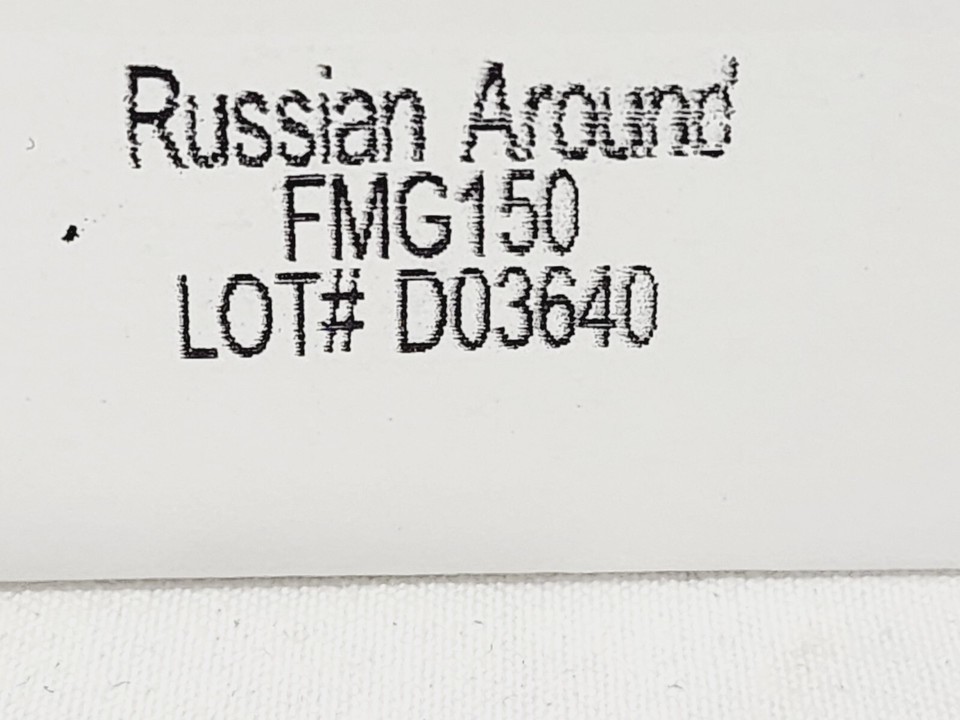 Russian Around
FMG150
LOT# D03640